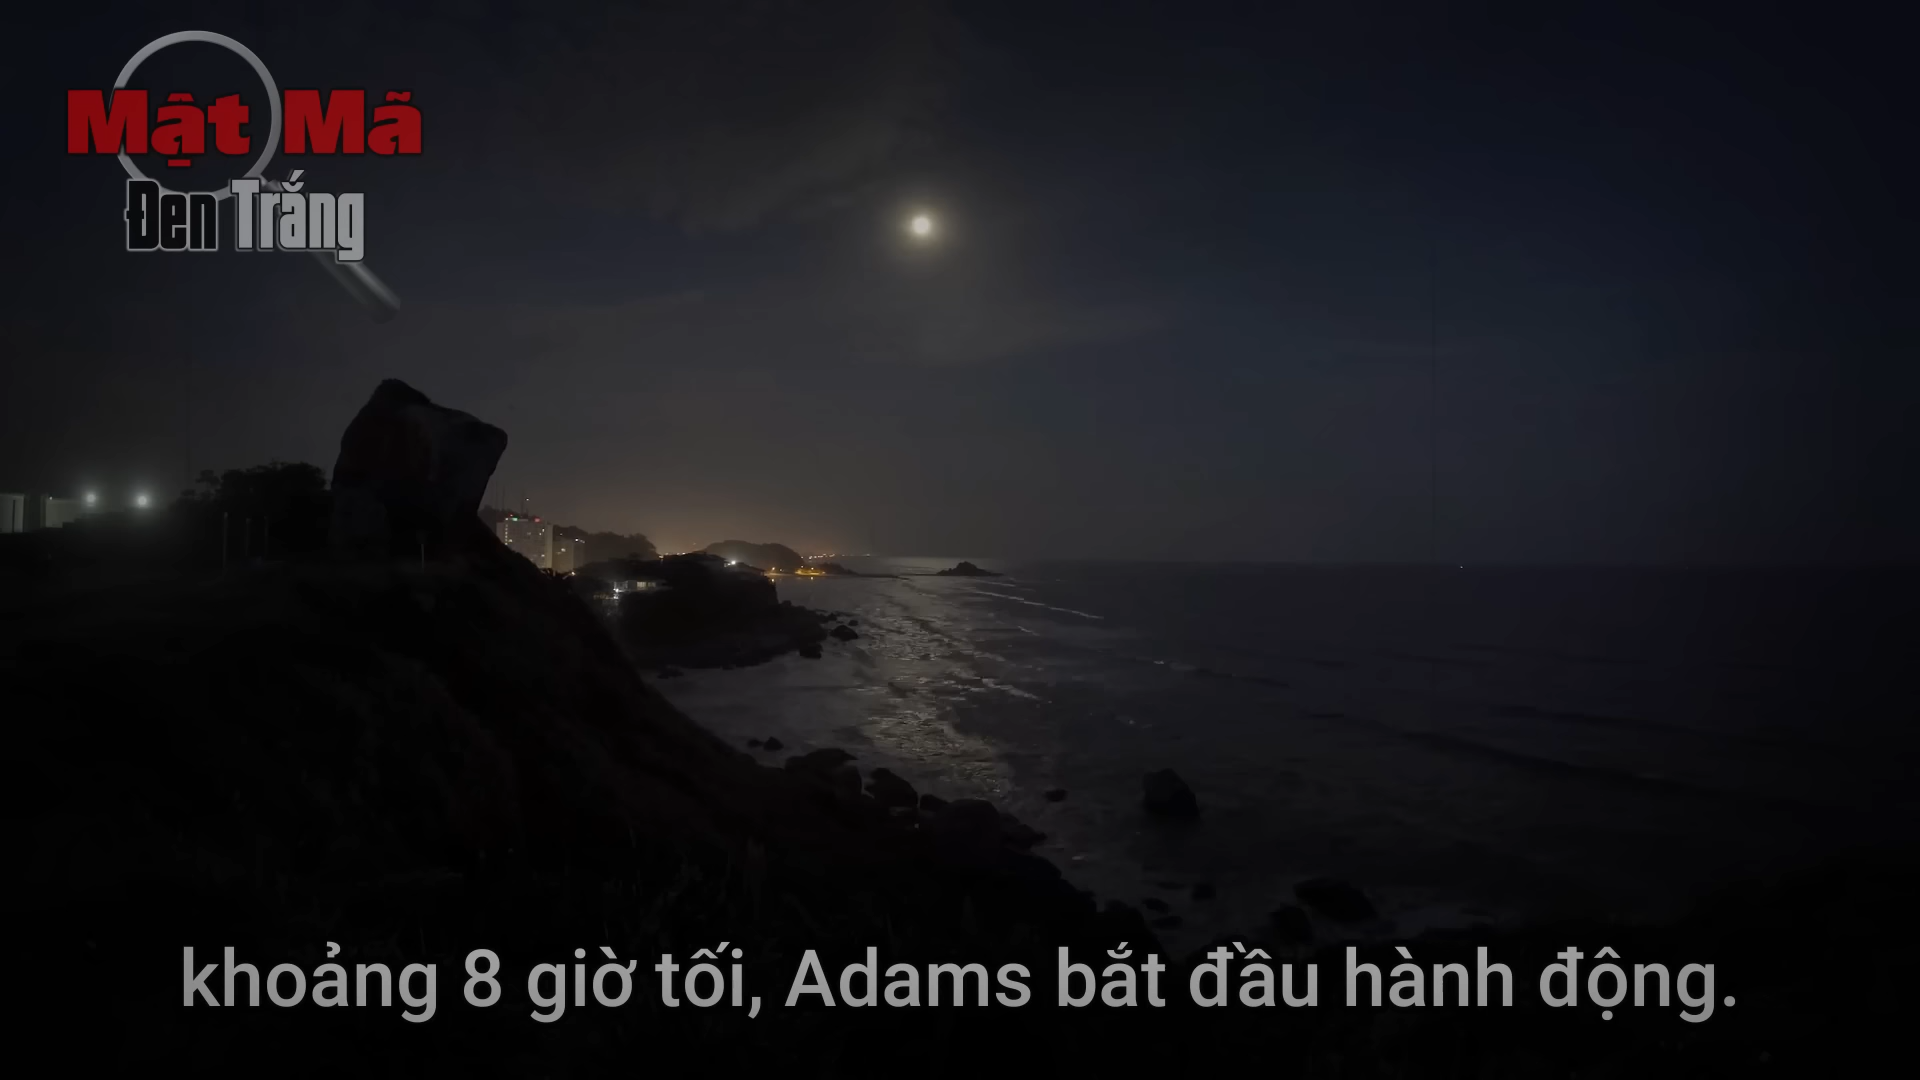 Mật Mã
Đen Trắng
khoảng 8 giờ tối, Adams bắt đầu hành động.